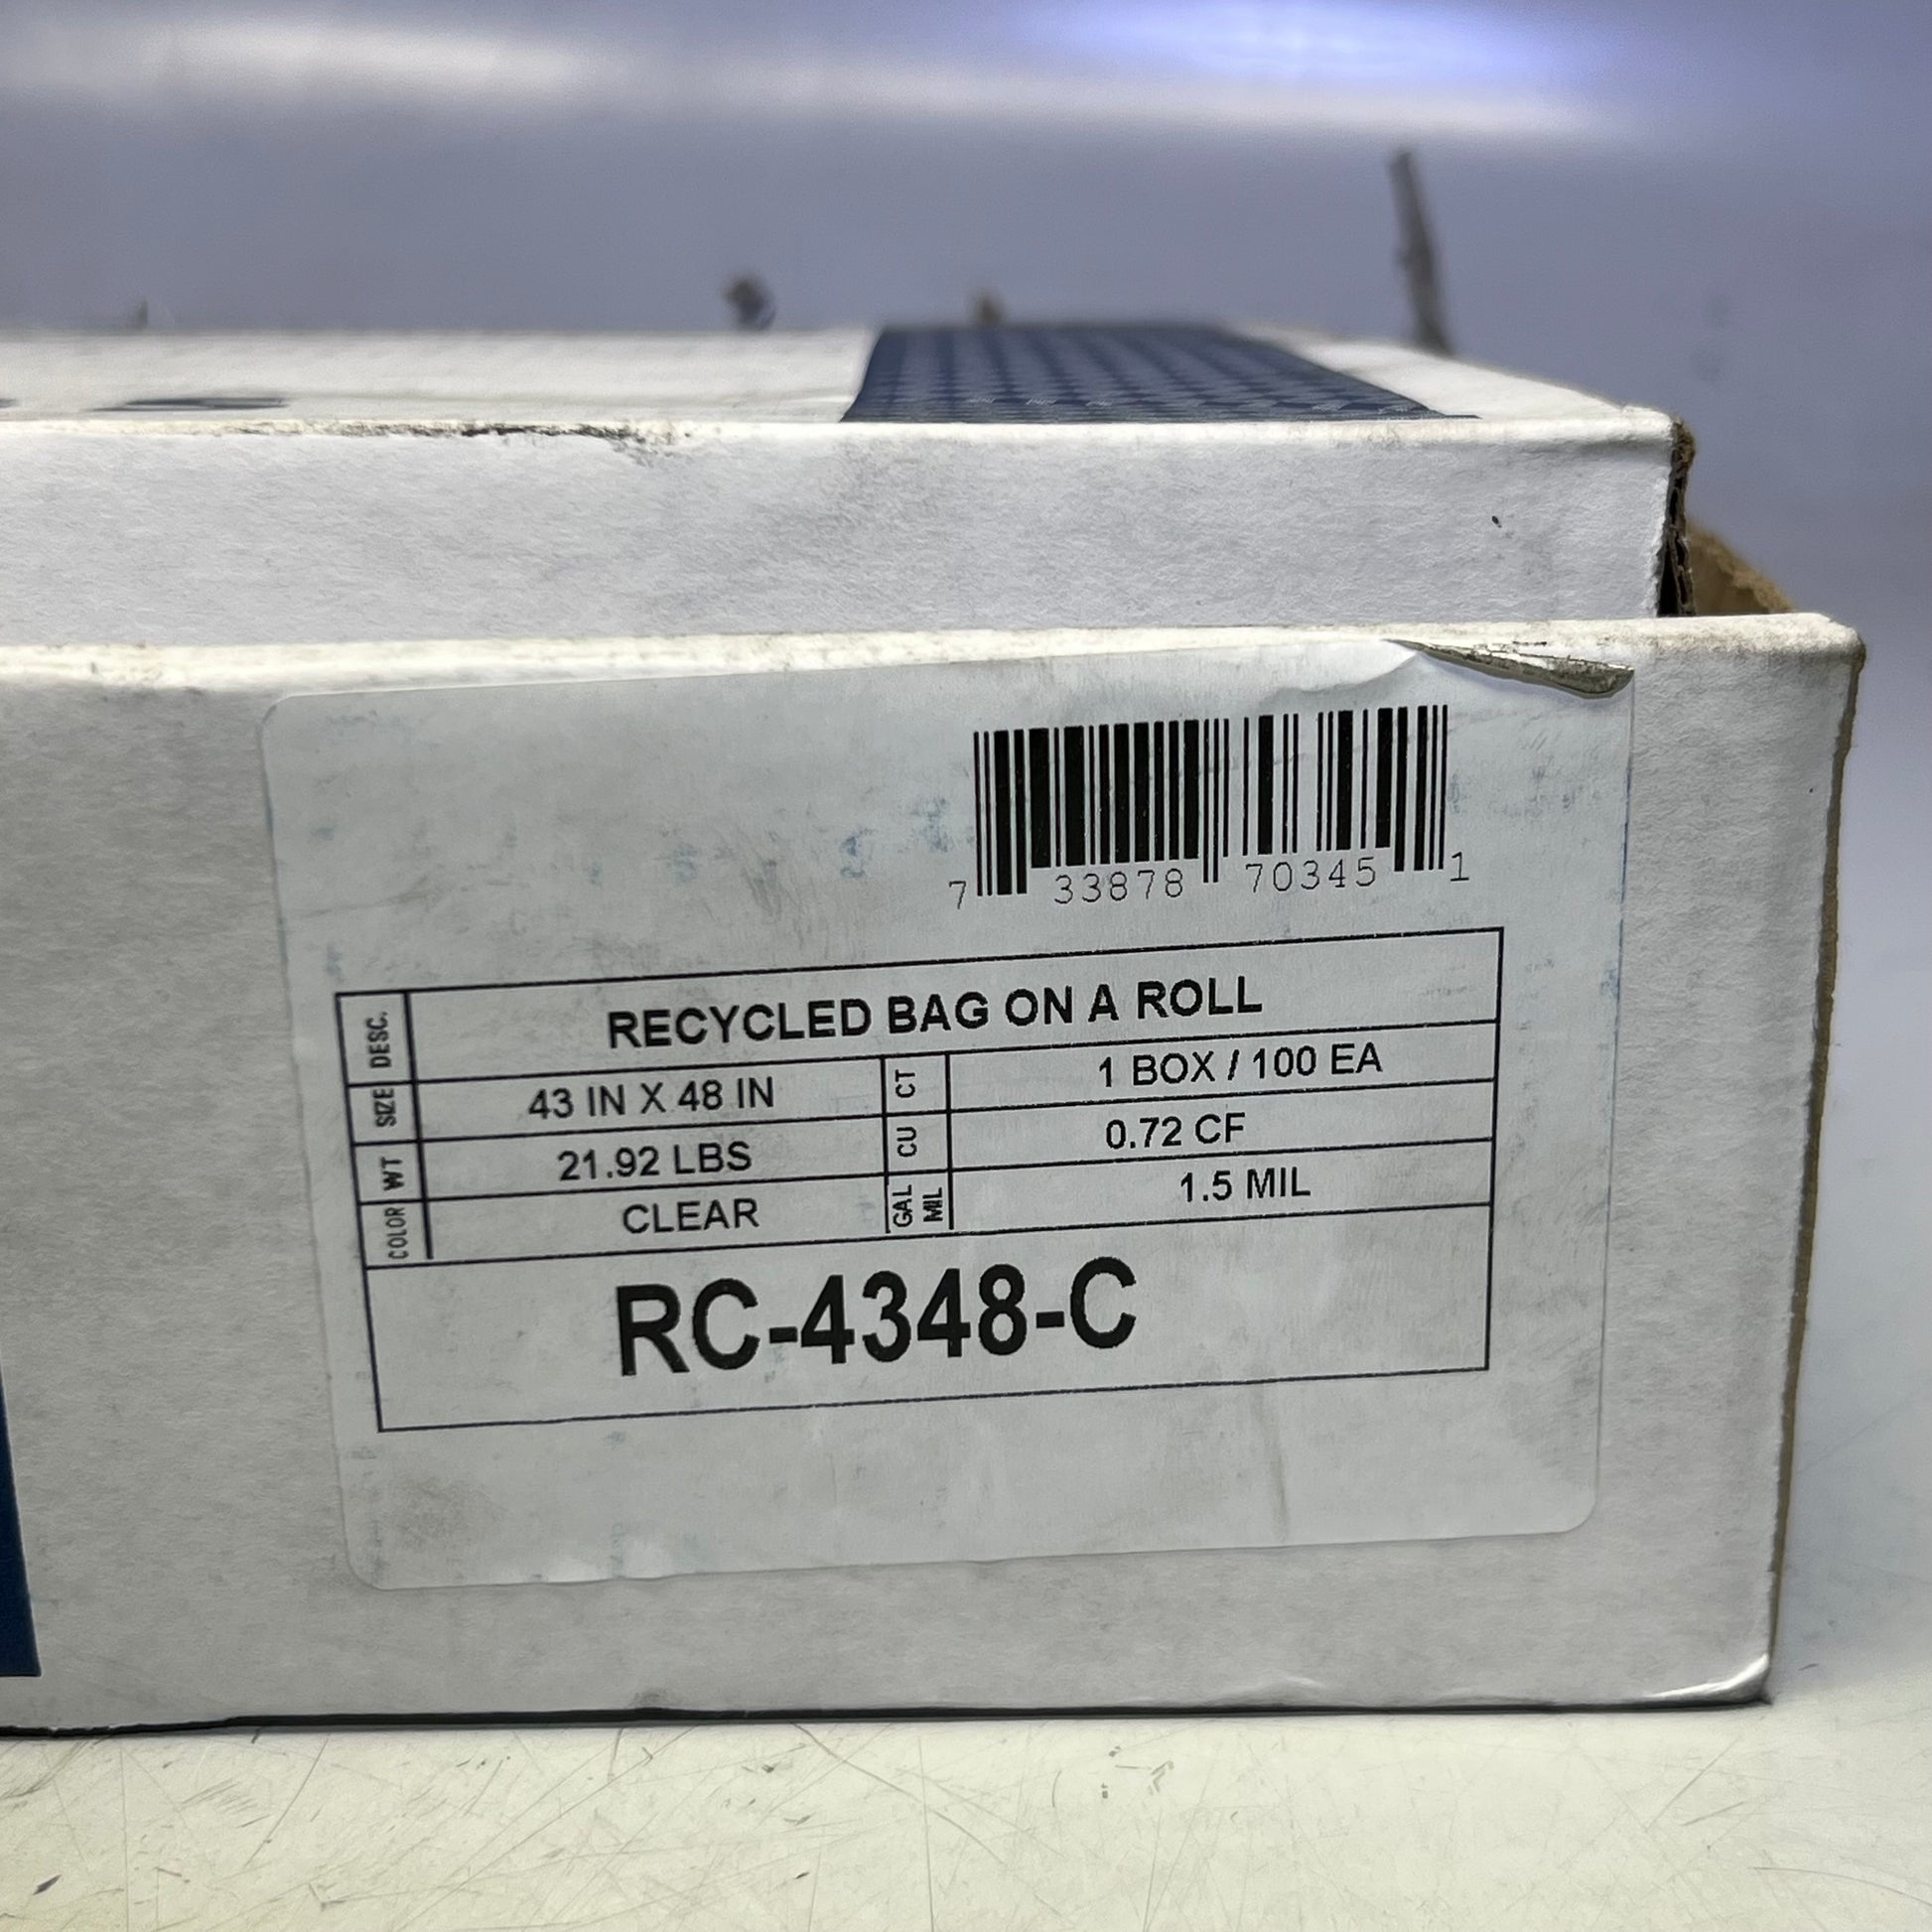 7 33878 70345 1
DESC. RECYCLED BAG ON A ROLL
SIZE 43 IN X 48 IN CT 1 BOX / 100 EA
WT 21.92 LBS CU 0.72 CF
COLOR CLEAR GAL MIL 1.5 MIL
RC-4348-C